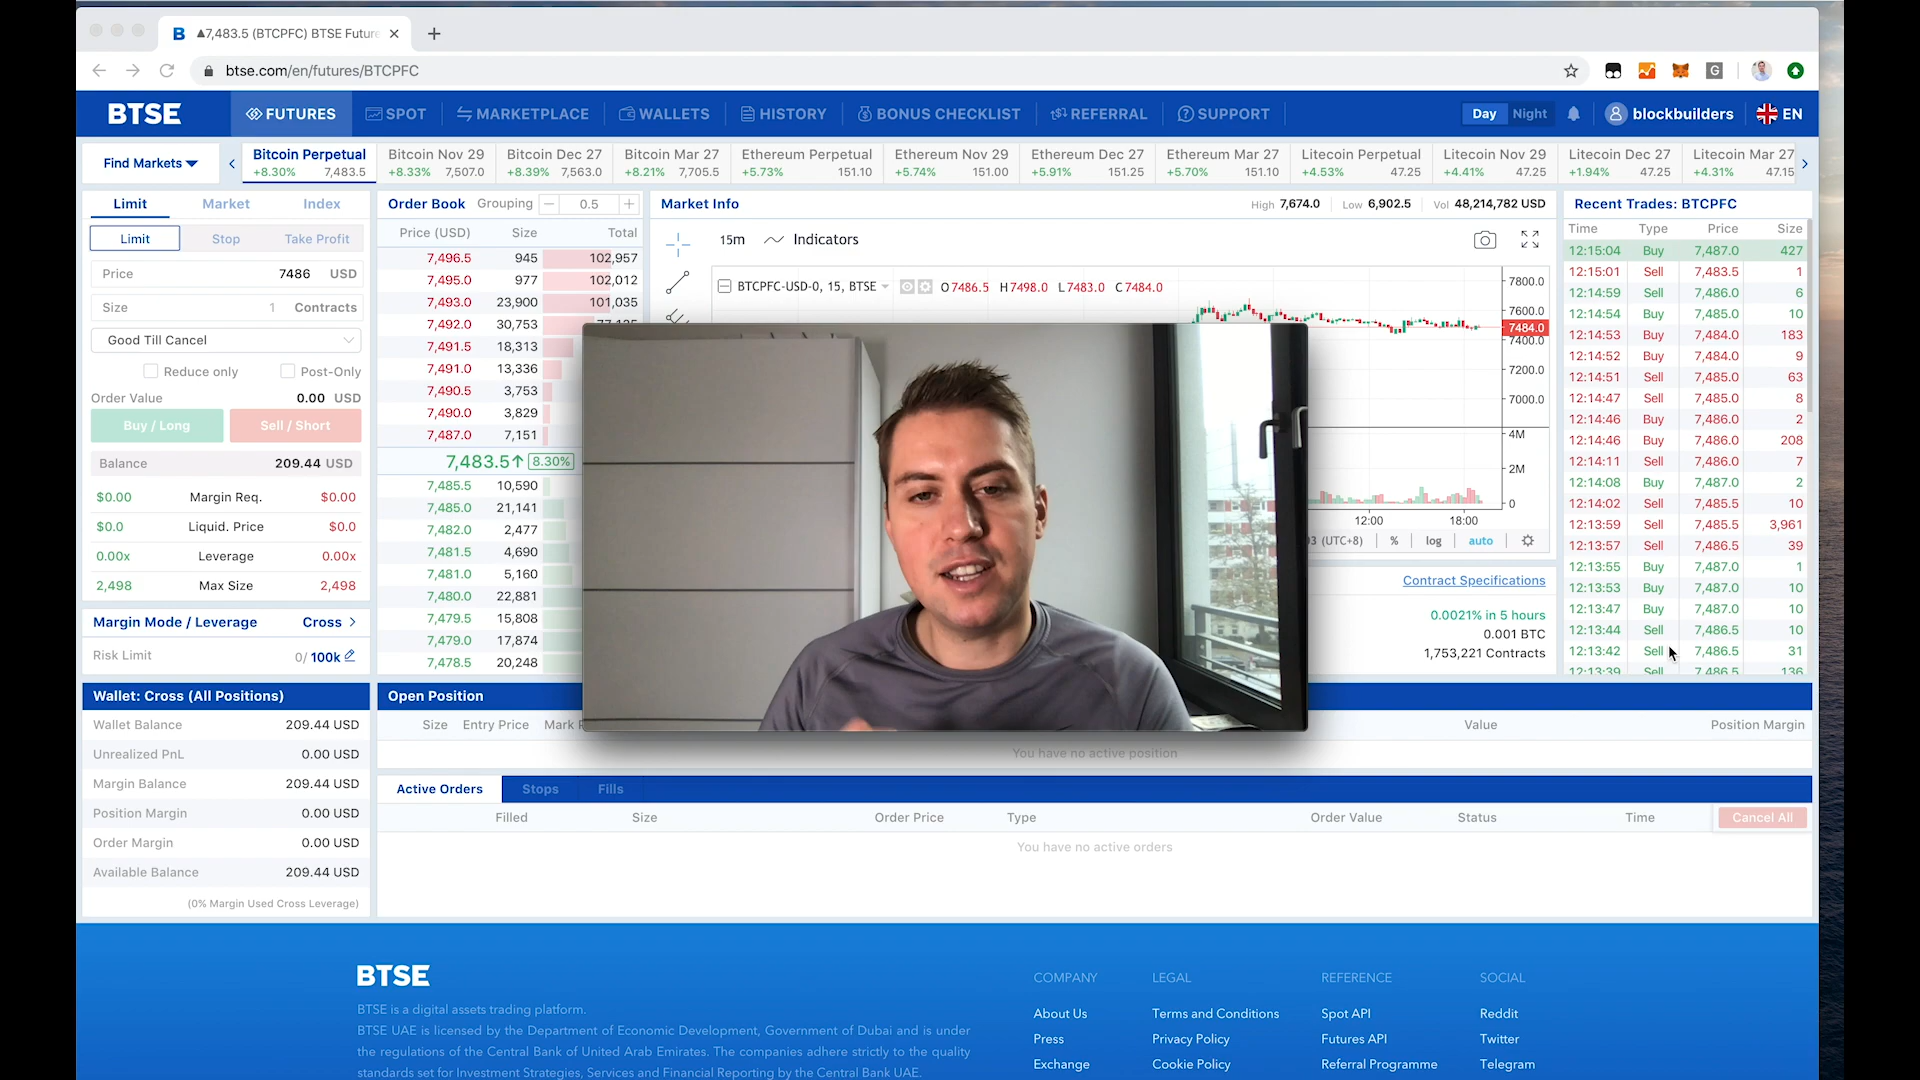 ▲7,483.5 (BTCPFC) BTSE Future
btse.com/en/futures/BTCPFC
BTSE FUTURES SPOT MARKETPLACE WALLETS HISTORY BONUS CHECKLIST REFERRAL SUPPORT Day Night blockbuilders EN
Find Markets
Bitcoin Perpetual
+8.30% 7,483.5
Bitcoin Nov 29
+8.33% 7,507.0
Bitcoin Dec 27
+8.39% 7,563.0
Bitcoin Mar 27
+8.21% 7,705.5
Ethereum Perpetual
+5.73% 151.10
Ethereum Nov 29
+5.74% 151.00
Ethereum Dec 27
+5.91% 151.25
Ethereum Mar 27
+5.70% 151.10
Litecoin Perpetual
+4.53% 47.25
Litecoin Nov 29
+4.41% 47.25
Litecoin Dec 27
+1.94% 47.25
Litecoin Mar 27
+4.31% 47.15
Limit Market Index
Limit Stop Take Profit
Price 7486 USD
Size 1 Contracts
Good Till Cancel
Reduce only Post-Only
Order Value 0.00 USD
Buy / Long Sell / Short
Balance 209.44 USD
$0.00 Margin Req. $0.00
$0.0 Liquid. Price $0.0
0.00x Leverage 0.00x
2,498 Max Size 2,498
Margin Mode / Leverage Cross >
Risk Limit 0/ 100k
Wallet: Cross (All Positions)
Wallet Balance 209.44 USD
Unrealized PnL 0.00 USD
Margin Balance 209.44 USD
Position Margin 0.00 USD
Order Margin 0.00 USD
Available Balance 209.44 USD
(0% Margin Used Cross Leverage)
Order Book Grouping − 0.5 +
Price (USD) Size Total
7,496.5 945 102,957
7,495.0 977 102,012
7,493.0 23,900 101,035
7,492.0 30,753
7,491.5 18,313
7,491.0 13,336
7,490.5 3,753
7,490.0 3,829
7,487.0 7,151
7,483.5↑ 8.30%
7,485.5 10,590
7,485.0 21,141
7,482.0 2,477
7,481.5 4,690
7,481.0 5,160
7,480.0 22,881
7,479.5 15,808
7,479.0 17,874
7,478.5 20,248
Market Info High 7,674.0 Low 6,902.5 Vol 48,214,782 USD
15m Indicators
BTCPFC-USD-0, 15, BTSE O7486.5 H7498.0 L7483.0 C7484.0
7800.0
7600.0
7484.0
7400.0
7200.0
7000.0
4M
2M
0
12:00 18:00
(UTC+8) % log auto
Contract Specifications
0.0021% in 5 hours
0.001 BTC
1,753,221 Contracts
Recent Trades: BTCPFC
Time Type Price Size
12:15:04 Buy 7,487.0 427
12:15:01 Sell 7,483.5 1
12:14:59 Sell 7,486.0 6
12:14:54 Buy 7,485.0 10
12:14:53 Buy 7,484.0 183
12:14:52 Buy 7,484.0 9
12:14:51 Sell 7,485.0 63
12:14:47 Sell 7,485.0 8
12:14:46 Buy 7,486.0 2
12:14:46 Buy 7,486.0 208
12:14:11 Sell 7,486.0 7
12:14:08 Buy 7,487.0 2
12:14:02 Sell 7,485.5 10
12:13:59 Sell 7,485.5 3,961
12:13:57 Sell 7,486.5 39
12:13:55 Buy 7,487.0 1
12:13:53 Buy 7,487.0 10
12:13:47 Buy 7,487.0 10
12:13:44 Sell 7,486.5 10
12:13:42 Sell 7,486.5 31
12:13:39 Sell 7,486.5 136
Open Position
Size Entry Price Mark Value Position Margin
You have no active position
Active Orders Stops Fills
Filled Size Order Price Type Order Value Status Time Cancel All
You have no active orders
BTSE
BTSE is a digital assets trading platform.
BTSE UAE is licensed by the Department of Economic Development, Government of Dubai and is under
the regulations of the Central Bank of United Arab Emirates. The companies adhere strictly to the quality
standards set for Investment Strategies, Services and Financial Reporting by the Central Bank UAE.
COMPANY
About Us
Press
Exchange
LEGAL
Terms and Conditions
Privacy Policy
Cookie Policy
REFERENCE
Spot API
Futures API
Referral Programme
SOCIAL
Reddit
Twitter
Telegram